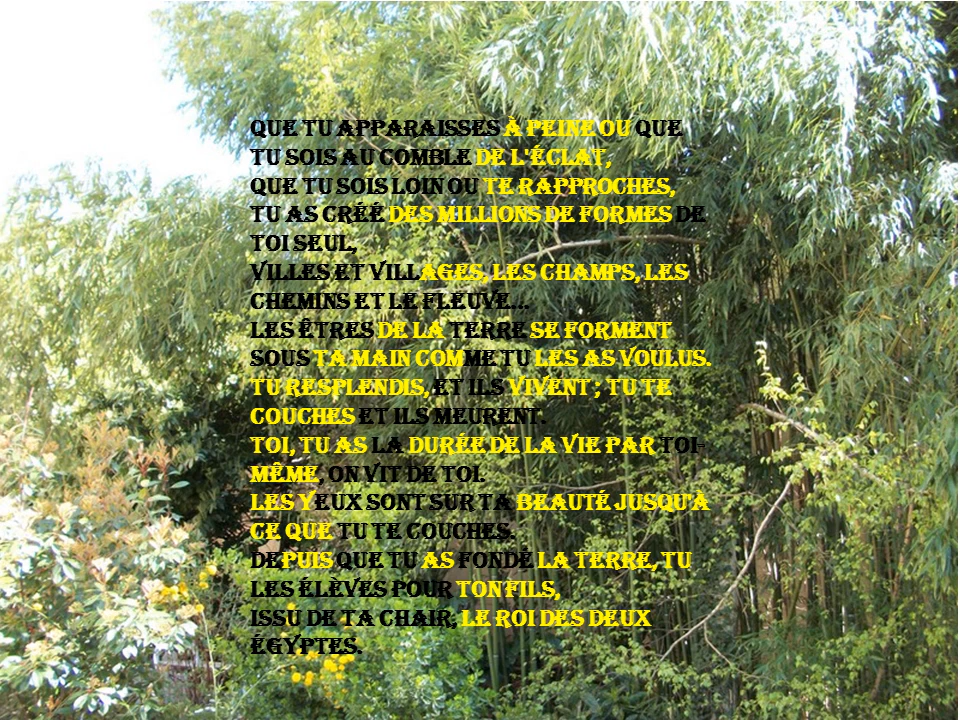 QUE TU APPARAISSES À PEINE OU QUE
TU SOIS AU COMBLE DE L'ÉCLAT,
QUE TU SOIS LOIN OU TE RAPPROCHES,
TU AS CRÉÉ DES MILLIONS DE FORMES DE
TOI SEUL,
VILLES ET VILLAGES, LES CHAMPS, LES
CHEMINS ET LE FLEUVE...
LES ÊTRES DE LA TERRE SE FORMENT
SOUS TA MAIN COMME TU LES AS VOULUS.
TU RESPLENDIS, ET ILS VIVENT ; TU TE
COUCHES ET ILS MEURENT.
TOI, TU AS LA DURÉE DE LA VIE PAR TOI-
MÊME, ON VIT DE TOI.
LES YEUX SONT SUR TA BEAUTÉ JUSQU'À
CE QUE TU TE COUCHES.
DEPUIS QUE TU AS FONDÉ LA TERRE, TU
LES ÉLÈVES POUR TON FILS,
ISSU DE TA CHAIR, LE ROI DES DEUX
ÉGYPTES.